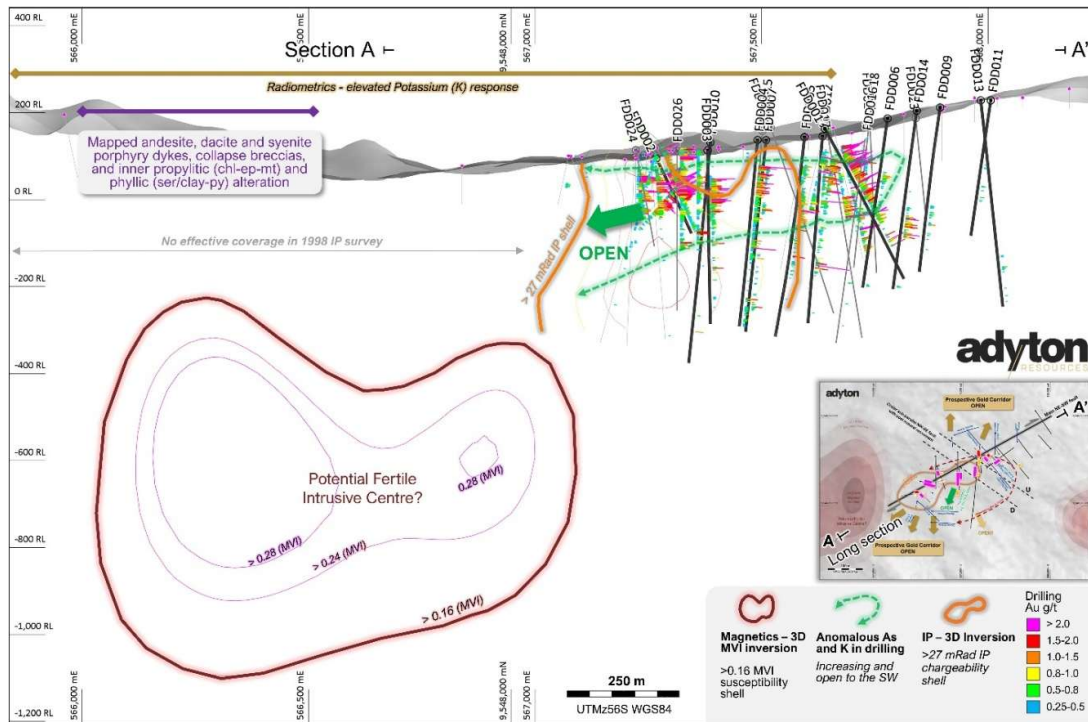 400 RL
200 RL
0 RL
-200 RL
-400 RL
-600 RL
-800 RL
-1,000 RL
-1,200 RL
566,000 mE
9,548,000 mN
567,000 mE
567,500 mE
Section A
A'
Radiometrics - elevated Potassium (K) response
Mapped andesite, dacite and syenite
porphyry dykes, collapse breccias,
and inner propylitic (chl-ep-mt) and
phyllic (ser/clay-py) alteration
No effective coverage in 1998 IP survey
FDD024
FDD002
FDD026
FDD003
FDD006
FDD014
FDD009
FDD013
FDD011
OPEN
> 27 mRad IP shell
Potential Fertile
Intrusive Centre?
0.28 (MVI)
> 0.28 (MVI)
> 0.24 (MVI)
> 0.16 (MVI)
adyton
RESOURCES
adyton
Prospective Gold Corridor
OPEN
A'
OPEN
A
Long section
Prospective Gold Corridor
OPEN
Magnetics – 3D
MVI inversion
>0.16 MVI
susceptibility
shell
Anomalous As
and K in drilling
Increasing and
open to the SW
IP – 3D Inversion
>27 mRad IP
chargeability
shell
Drilling
Au g/t
> 2.0
1.5-2.0
1.0-1.5
0.8-1.0
0.5-0.8
0.25-0.5
250 m
UTMz56S WGS84
566,000 mE
566,500 mE
9,548,000 mN
567,000 mE